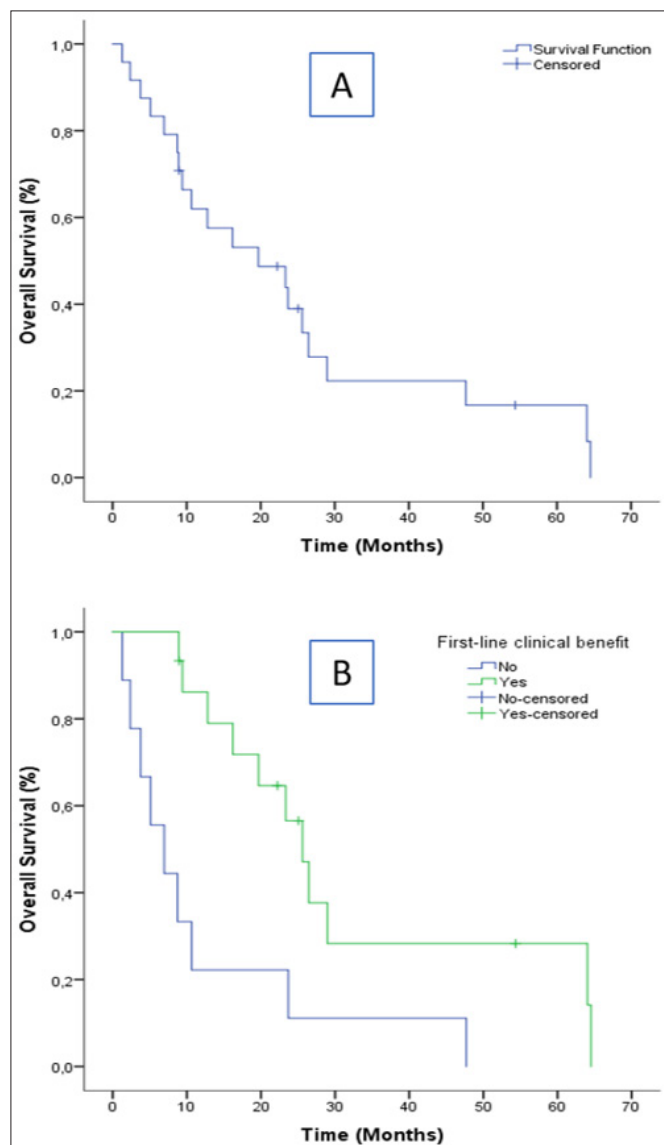 A
Survival Function
Censored
Overall Survival (%)
1,0
0,8
0,6
0,4
0,2
0,0
0 10 20 30 40 50 60 70
Time (Months)
B
First-line clinical benefit
No
Yes
No-censored
Yes-censored
Overall Survival (%)
1,0
0,8
0,6
0,4
0,2
0,0
0 10 20 30 40 50 60 70
Time (Months)